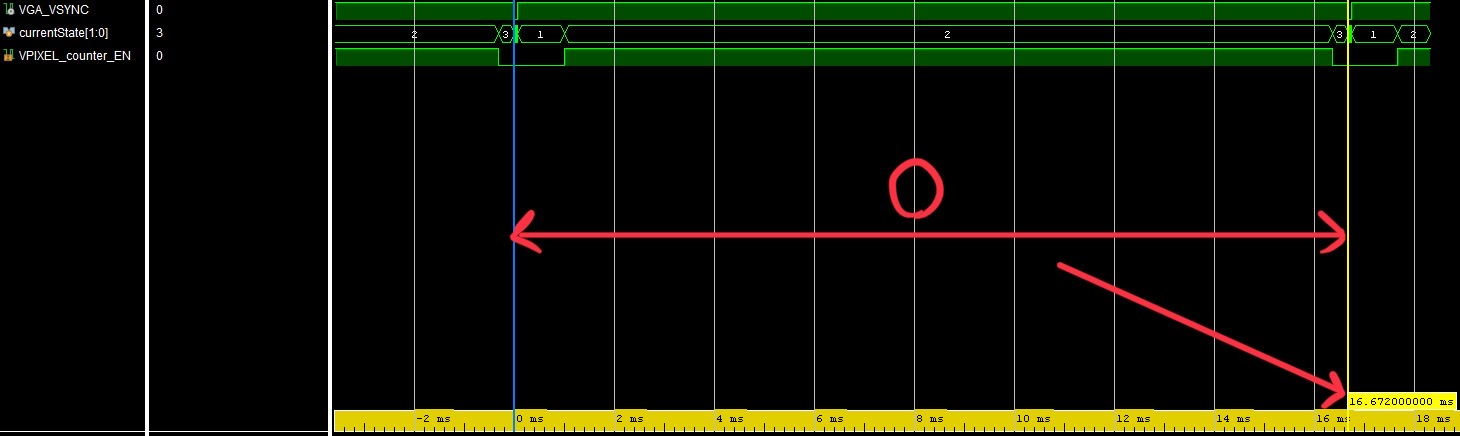 VGA_VSYNC 0
currentState[1:0] 3 2 3 1 2 3 1 2
VPIXEL_counter_EN 0
O
16.672000000 ms
-2 ms 0 ms 2 ms 4 ms 6 ms 8 ms 10 ms 12 ms 14 ms 16 ms 18 ms